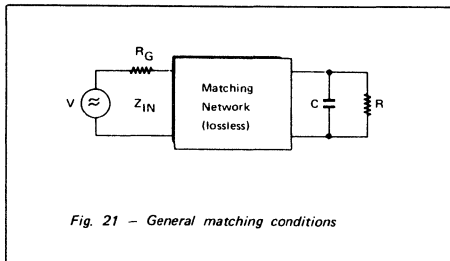 R_G
V
Z_IN
Matching
Network
(lossless)
C
R
Fig. 21 – General matching conditions